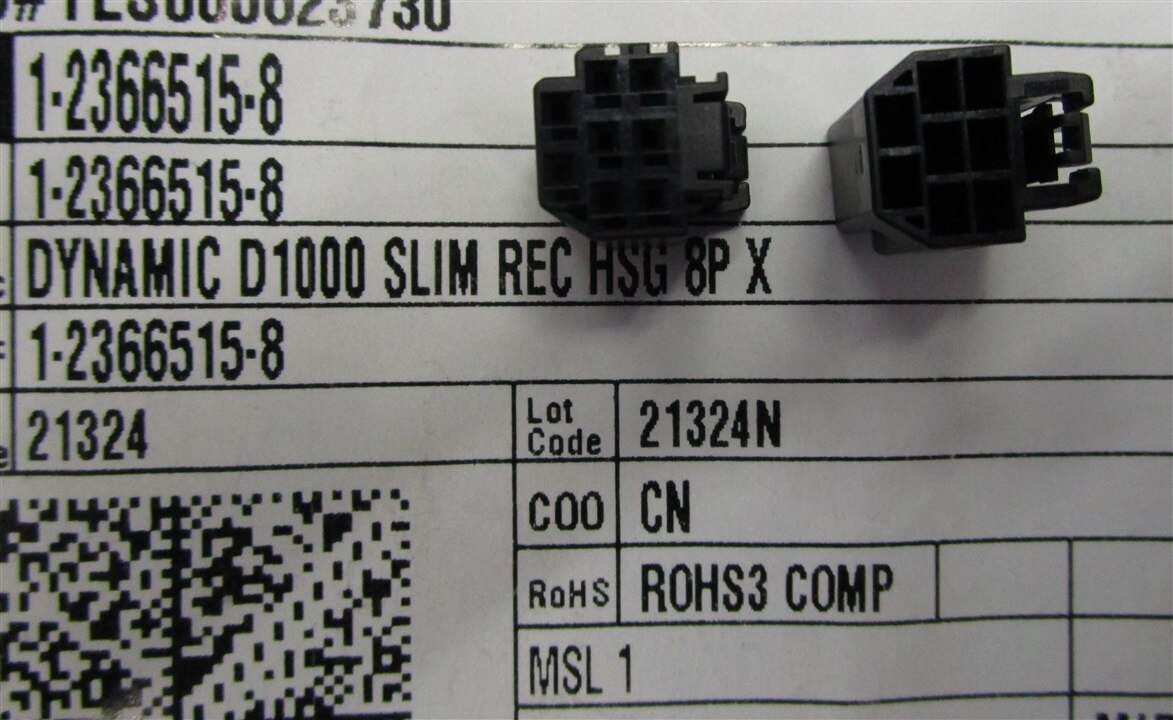 1-2366515-8
1-2366515-8
DYNAMIC D1000 SLIM REC HSG 8P X
1-2366515-8
21324
Lot Code 21324N
COO CN
RoHS ROHS3 COMP
MSL 1